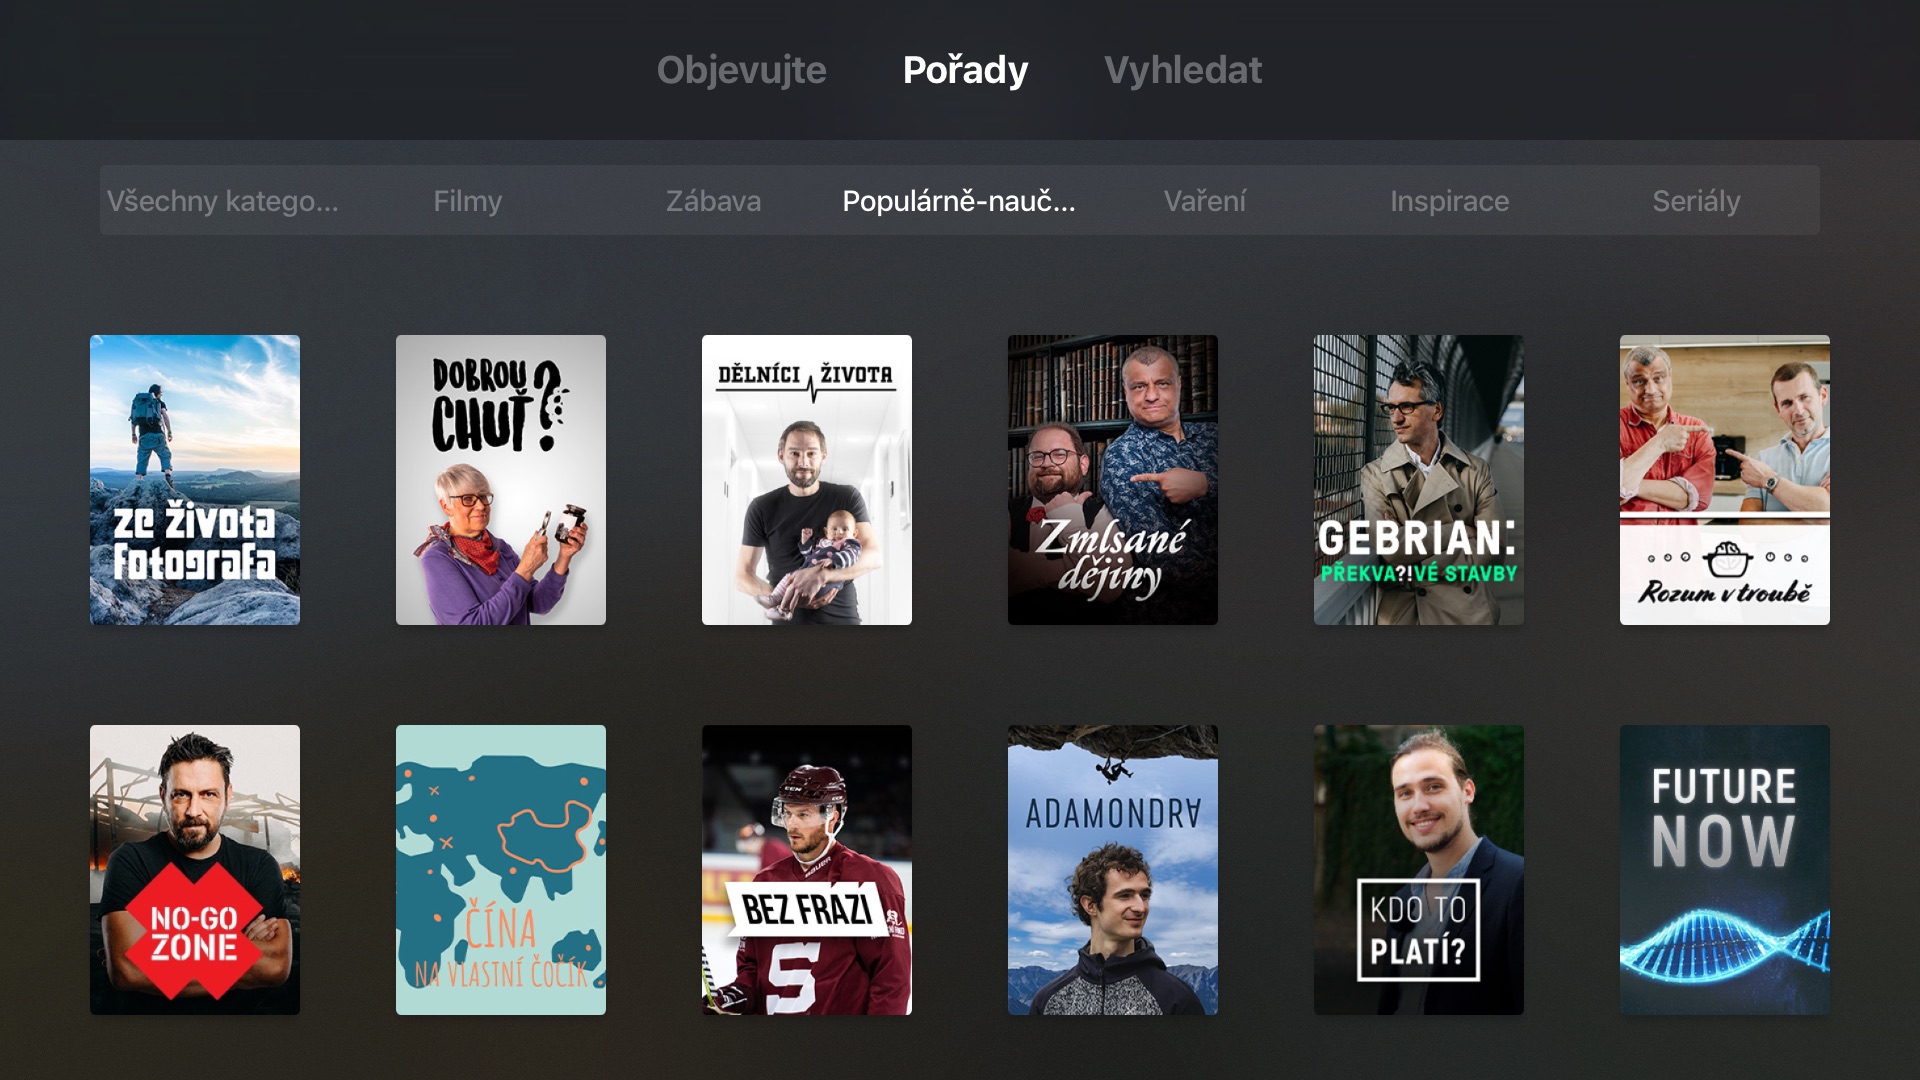 Objevujte Pořady Vyhledat
Všechny katego... Filmy Zábava Populárně-nauč... Vaření Inspirace Seriály
ze života
fotografa
DOBROU
CHUŤ?
DĚLNÍCI ŽIVOTA
Zmlsané
dějiny
GEBRIAN:
PŘEKVA?!VÉ STAVBY
Rozum v troubě
NO-GO
ZONE
ČÍNA
NA VLASTNÍ ČOČÍK
CCM
BAUER
BEZ FRÁZÍ
S
ADAMONDRA
KDO TO
PLATÍ?
FUTURE
NOW